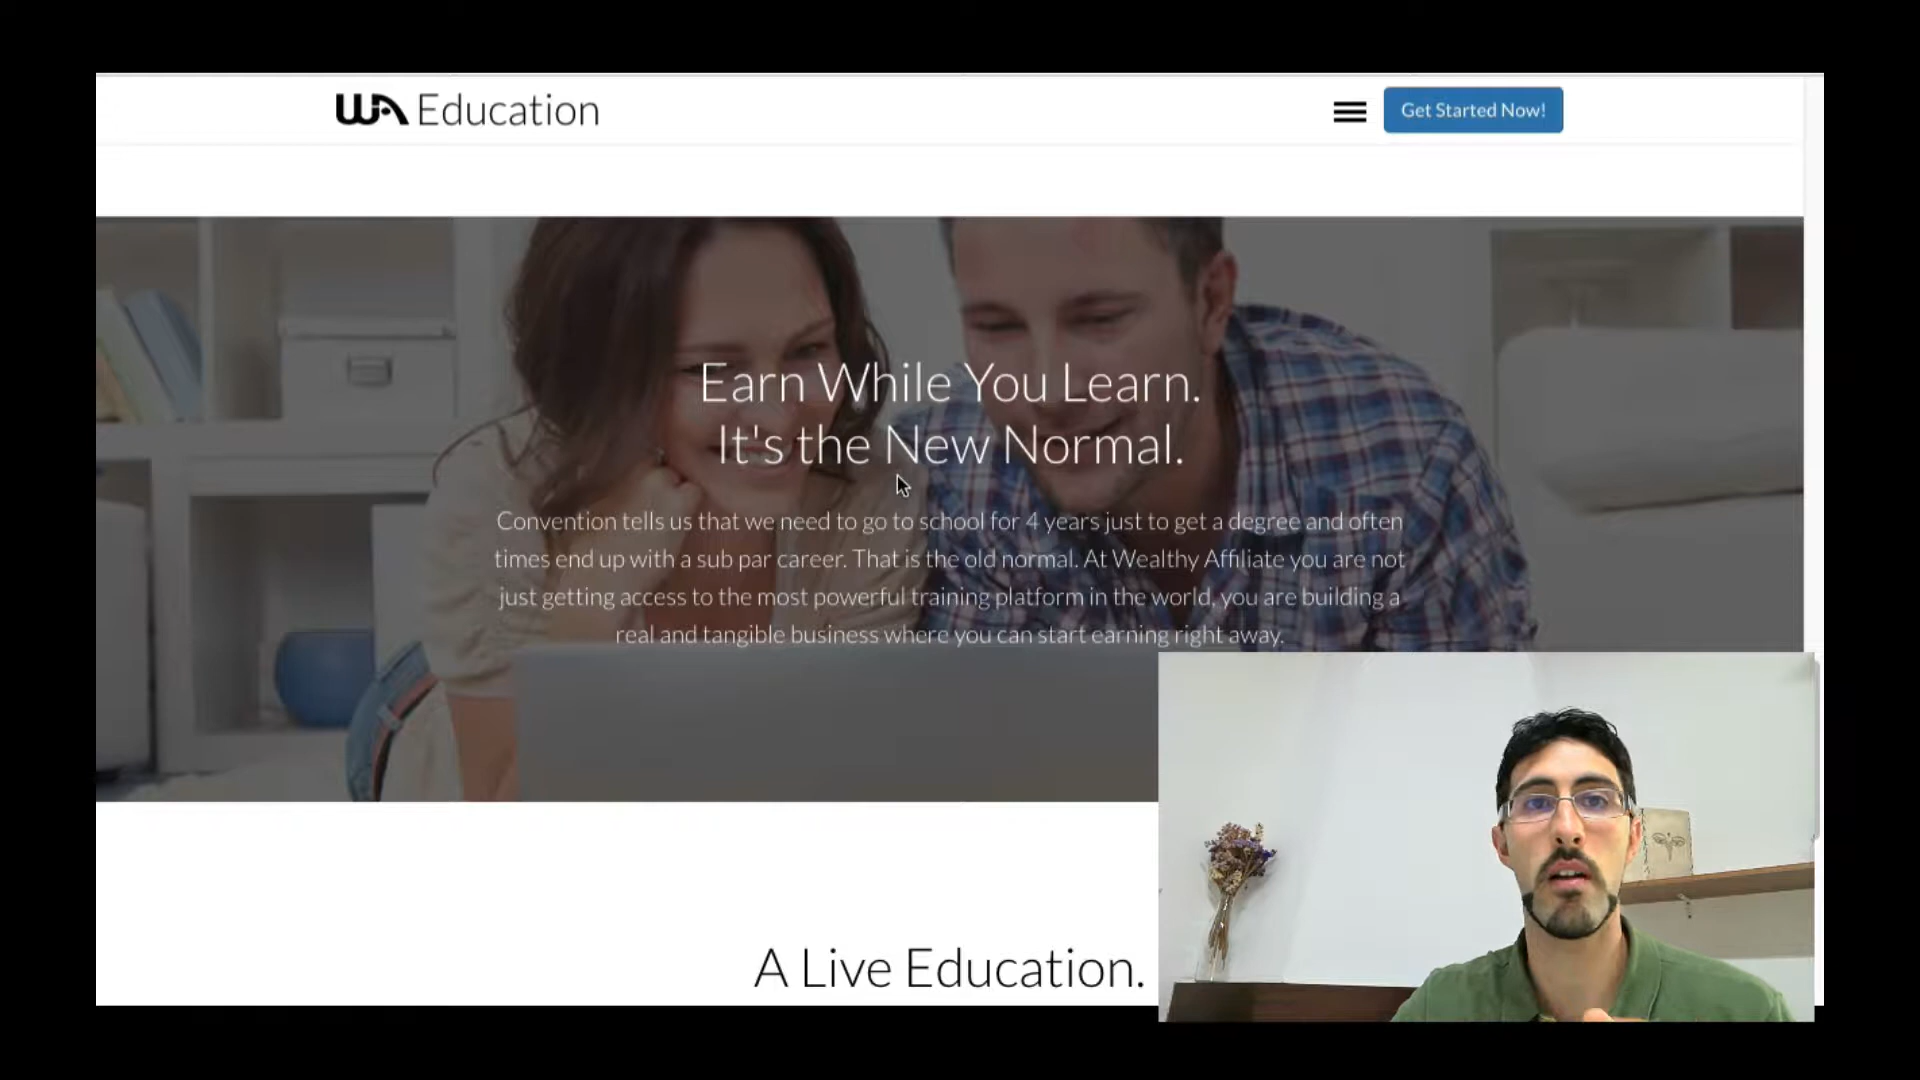 WA Education
Get Started Now!
Earn While You Learn.
It's the New Normal.
Convention tells us that we need to go to school for 4 years just to get a degree and often
times end up with a sub par career. That is the old normal. At Wealthy Affiliate you are not
just getting access to the most powerful training platform in the world, you are building a
real and tangible business where you can start earning right away.
A Live Education.